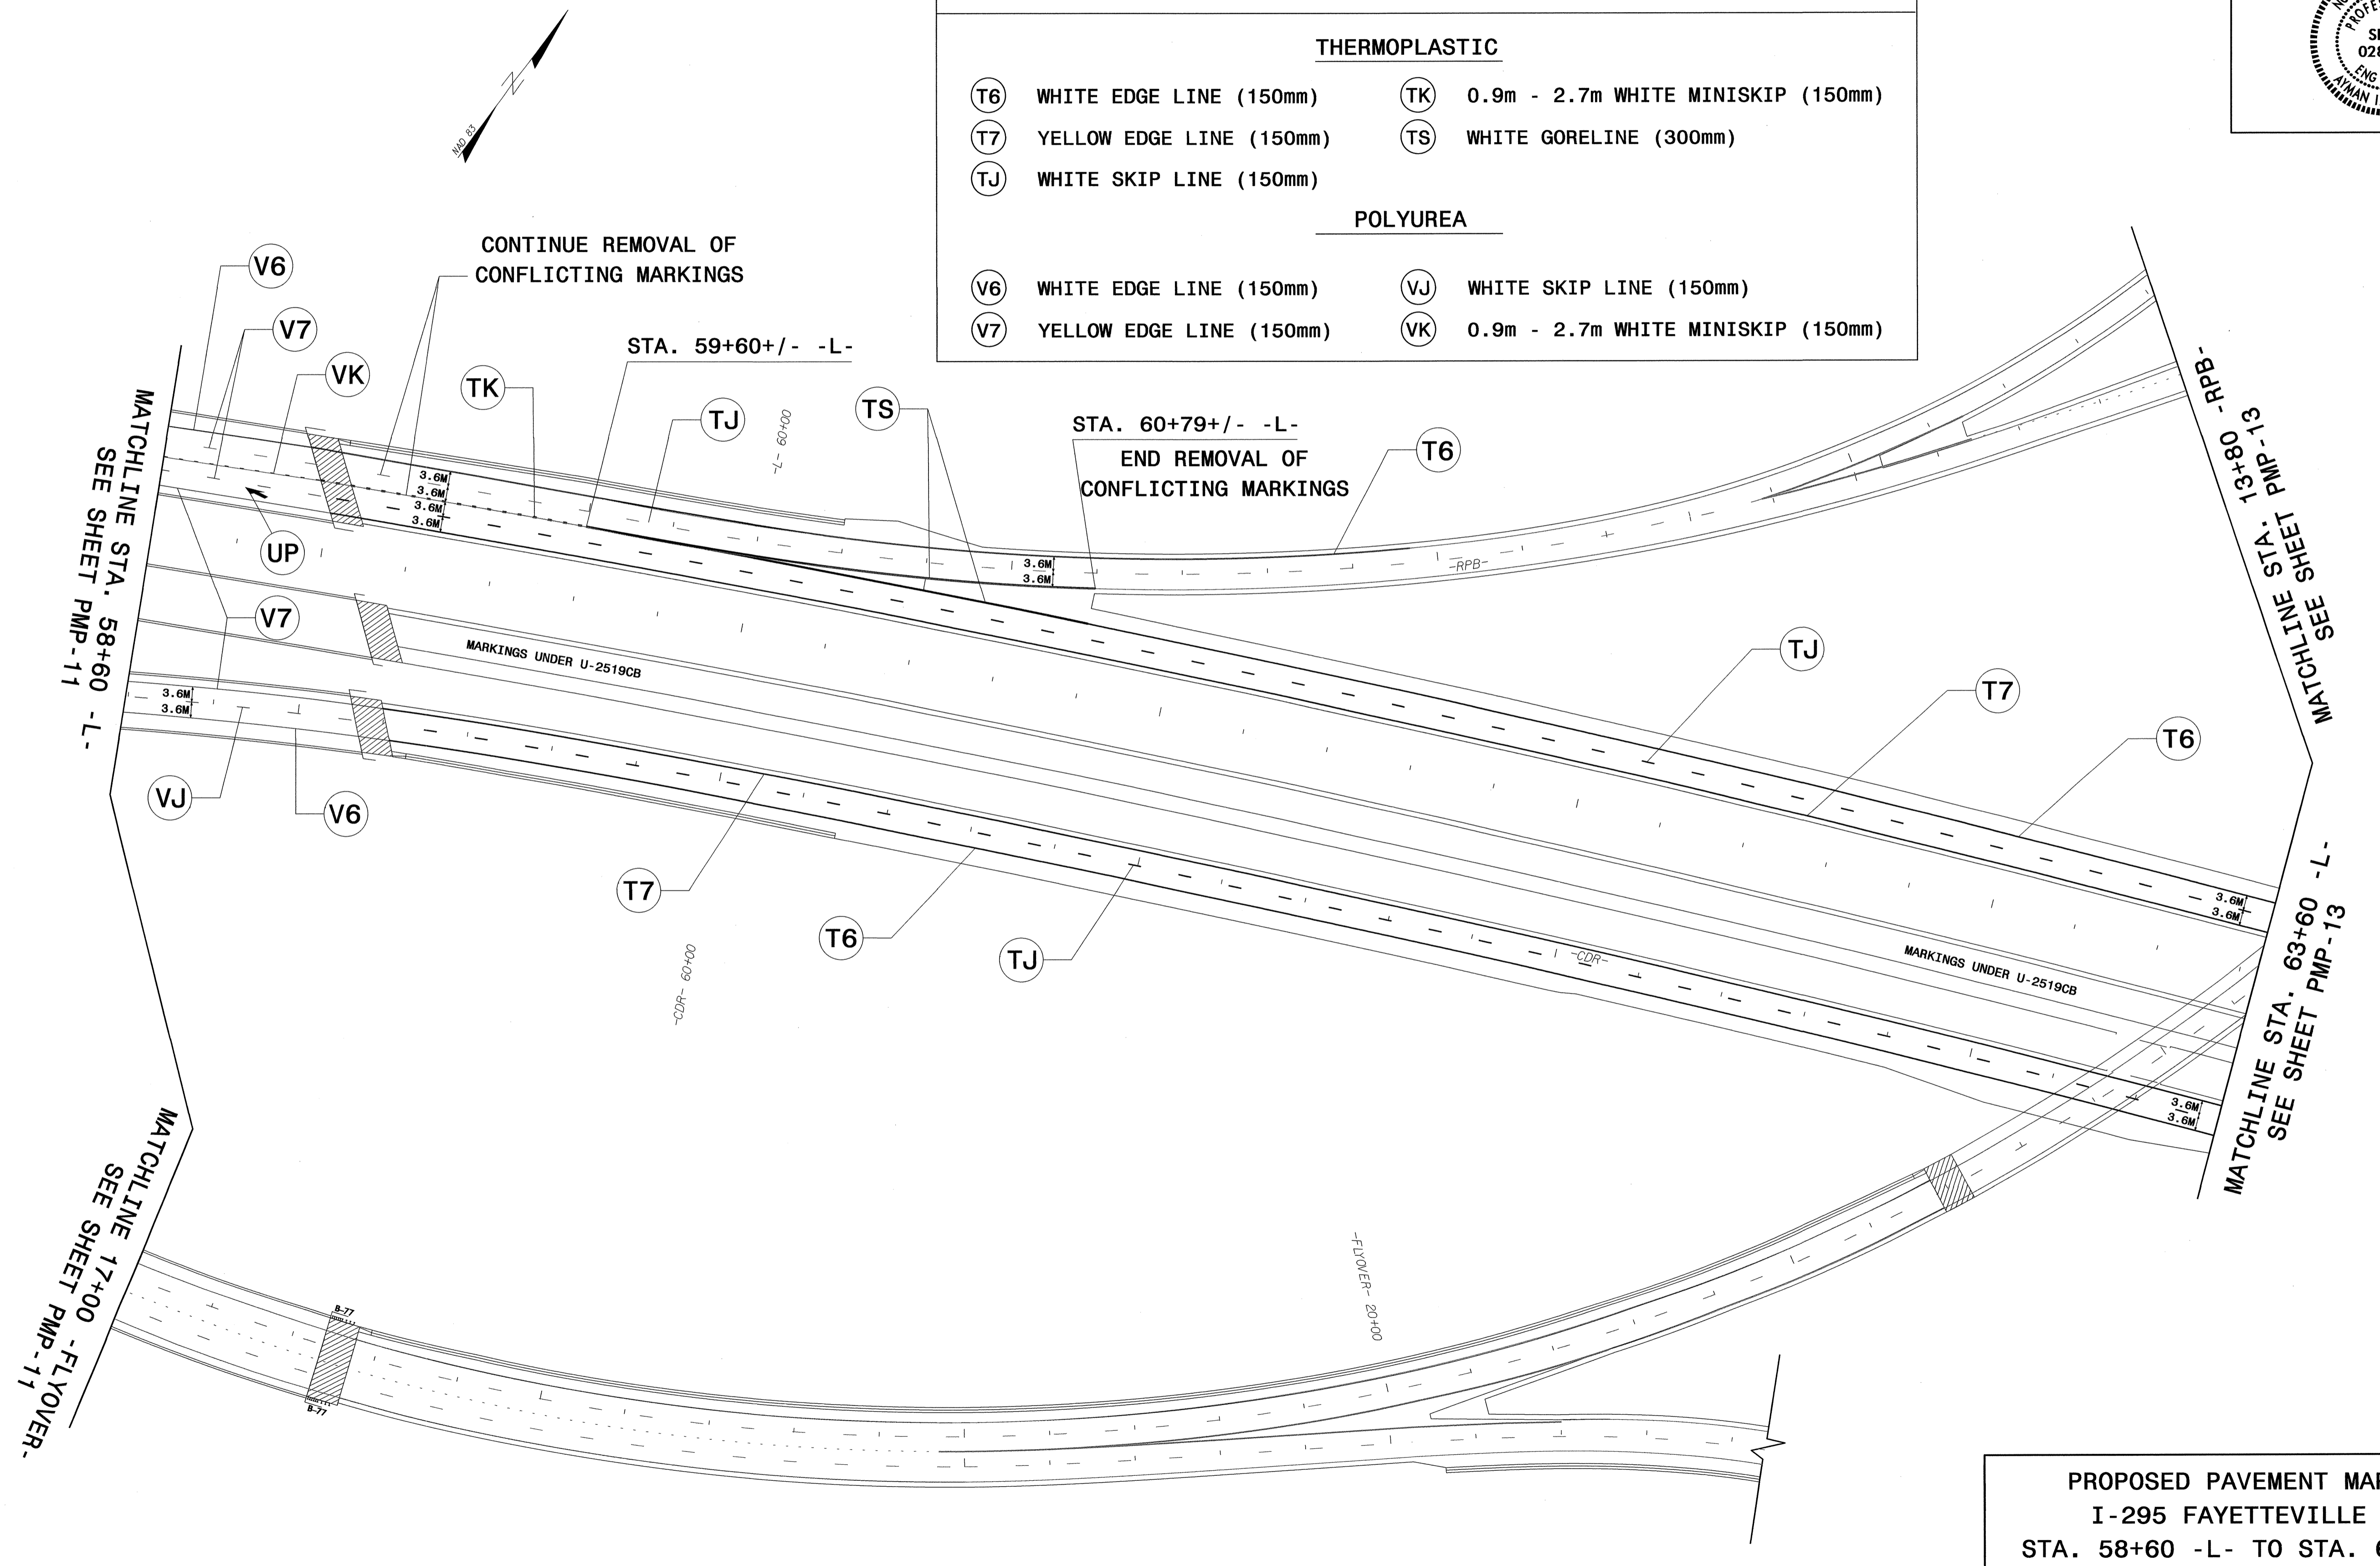 THERMOPLASTIC
T6 WHITE EDGE LINE (150mm)
TK 0.9m - 2.7m WHITE MINISKIP (150mm)
T7 YELLOW EDGE LINE (150mm)
TS WHITE GORELINE (300mm)
TJ WHITE SKIP LINE (150mm)
POLYUREA
V6 WHITE EDGE LINE (150mm)
VJ WHITE SKIP LINE (150mm)
V7 YELLOW EDGE LINE (150mm)
VK 0.9m - 2.7m WHITE MINISKIP (150mm)
SE
028
ENG
AYMAN I
NAD 83
N
CONTINUE REMOVAL OF
CONFLICTING MARKINGS
V6
V7
VK
TK
STA. 59+60+/- -L-
TJ
-L- 60+00
TS
STA. 60+79+/- -L-
END REMOVAL OF
CONFLICTING MARKINGS
T6
-RPB-
MATCHLINE STA. 13+80 -RPB-
SEE SHEET PMP-13
MATCHLINE STA. 58+60 -L-
SEE SHEET PMP-11
3.6M
3.6M
3.6M
3.6M
3.6M
3.6M
UP
V7
MARKINGS UNDER U-2519CB
3.6M
3.6M
VJ
V6
TJ
T7
T6
T7
T6
TJ
-CDR- 60+00
-CDR-
3.6M
3.6M
MARKINGS UNDER U-2519CB
3.6M
3.6M
MATCHLINE STA. 63+60 -L-
SEE SHEET PMP-13
MATCHLINE 17+00 -FLYOVER-
SEE SHEET PMP-11
B-77
B-77
-FLYOVER- 20+00
PROPOSED PAVEMENT MAR
I-295 FAYETTEVILLE
STA. 58+60 -L- TO STA.